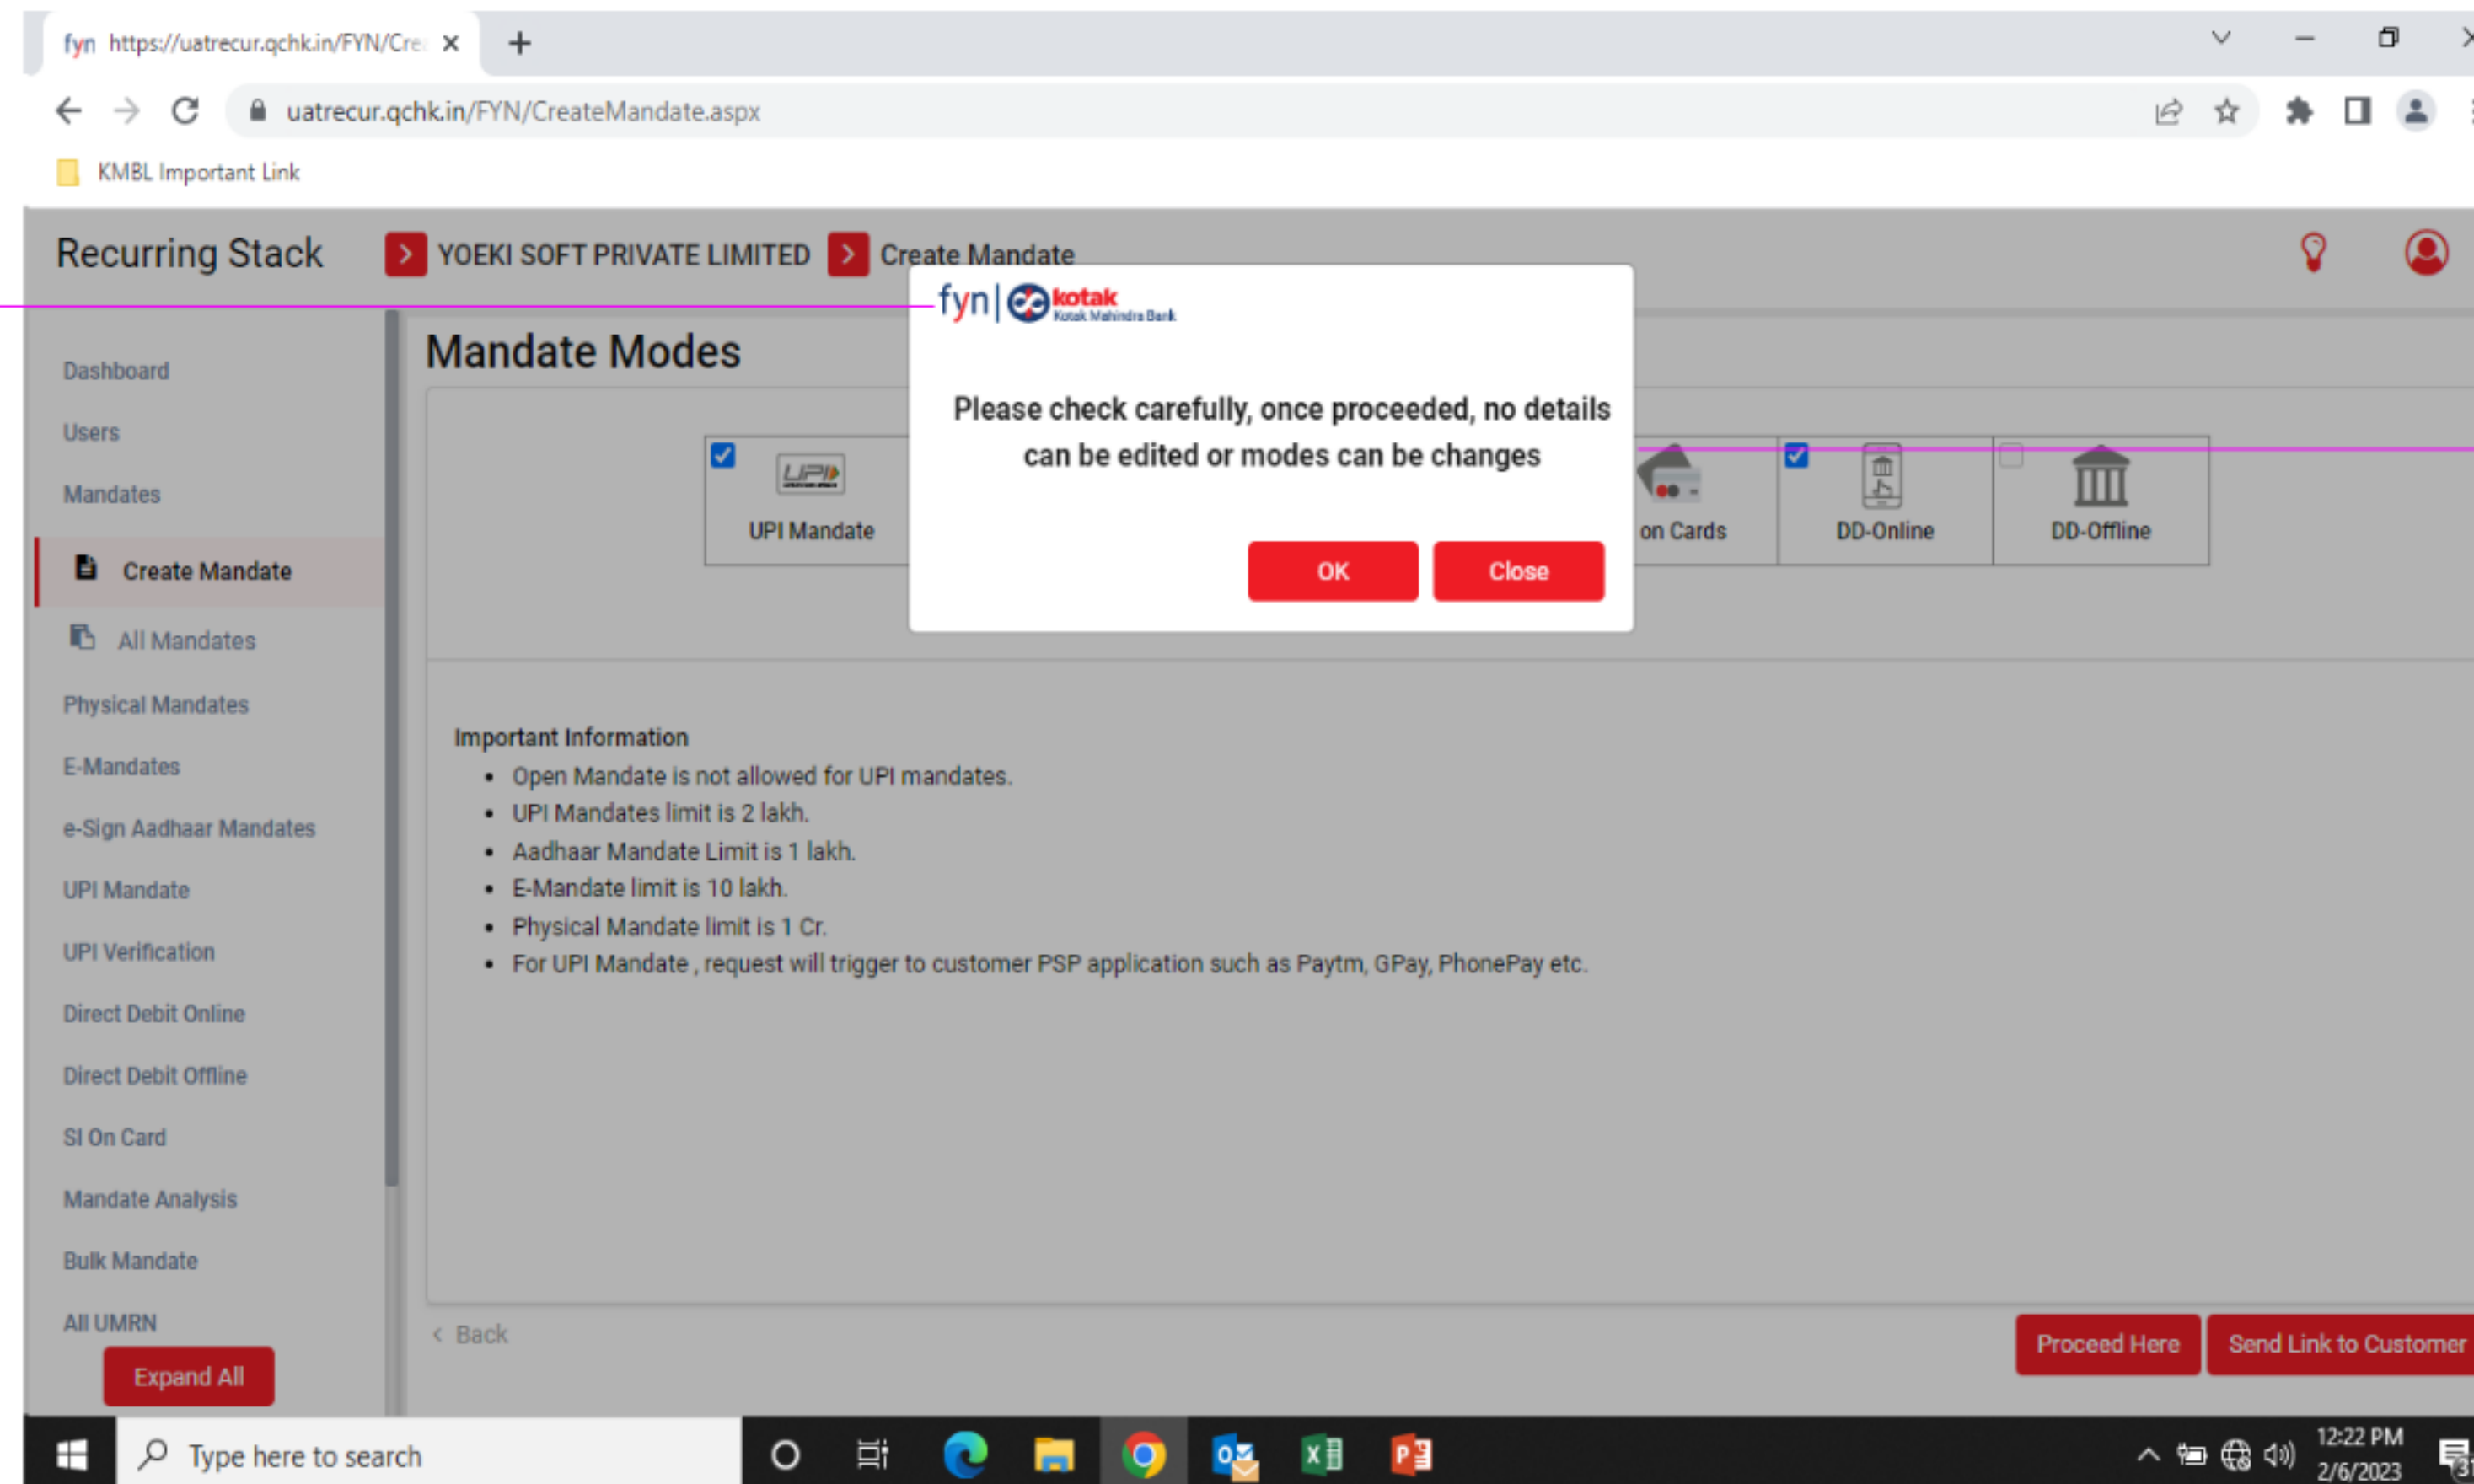 fyn https://uatrecur.qchk.in/FYN/Cre
uatrecur.qchk.in/FYN/CreateMandate.aspx
KMBL Important Link
Recurring Stack YOEKI SOFT PRIVATE LIMITED Create Mandate
fyn | kotak
Kotak Mahindra Bank
Please check carefully, once proceeded, no details
can be edited or modes can be changes
OK Close
Dashboard
Users
Mandates
Create Mandate
All Mandates
Physical Mandates
E-Mandates
e-Sign Aadhaar Mandates
UPI Mandate
UPI Verification
Direct Debit Online
Direct Debit Offline
SI On Card
Mandate Analysis
Bulk Mandate
All UMRN
Expand All
Mandate Modes
UPI
UPI Mandate on Cards DD-Online DD-Offline
Important Information
• Open Mandate is not allowed for UPI mandates.
• UPI Mandates limit is 2 lakh.
• Aadhaar Mandate Limit is 1 lakh.
• E-Mandate limit is 10 lakh.
• Physical Mandate limit is 1 Cr.
• For UPI Mandate , request will trigger to customer PSP application such as Paytm, GPay, PhonePay etc.
< Back
Proceed Here Send Link to Customer
Type here to search
12:22 PM
2/6/2023